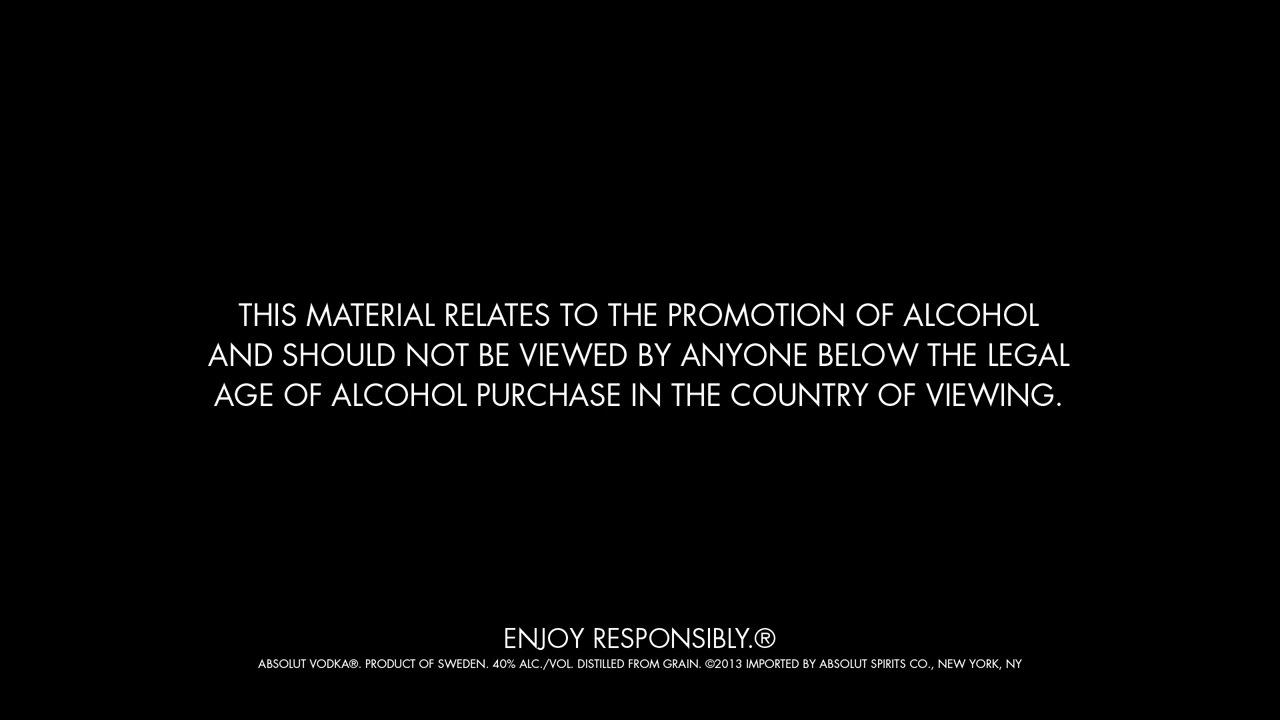 THIS MATERIAL RELATES TO THE PROMOTION OF ALCOHOL
AND SHOULD NOT BE VIEWED BY ANYONE BELOW THE LEGAL
AGE OF ALCOHOL PURCHASE IN THE COUNTRY OF VIEWING.
ENJOY RESPONSIBLY.®
ABSOLUT VODKA®. PRODUCT OF SWEDEN. 40% ALC./VOL. DISTILLED FROM GRAIN. ©2013 IMPORTED BY ABSOLUT SPIRITS CO., NEW YORK, NY